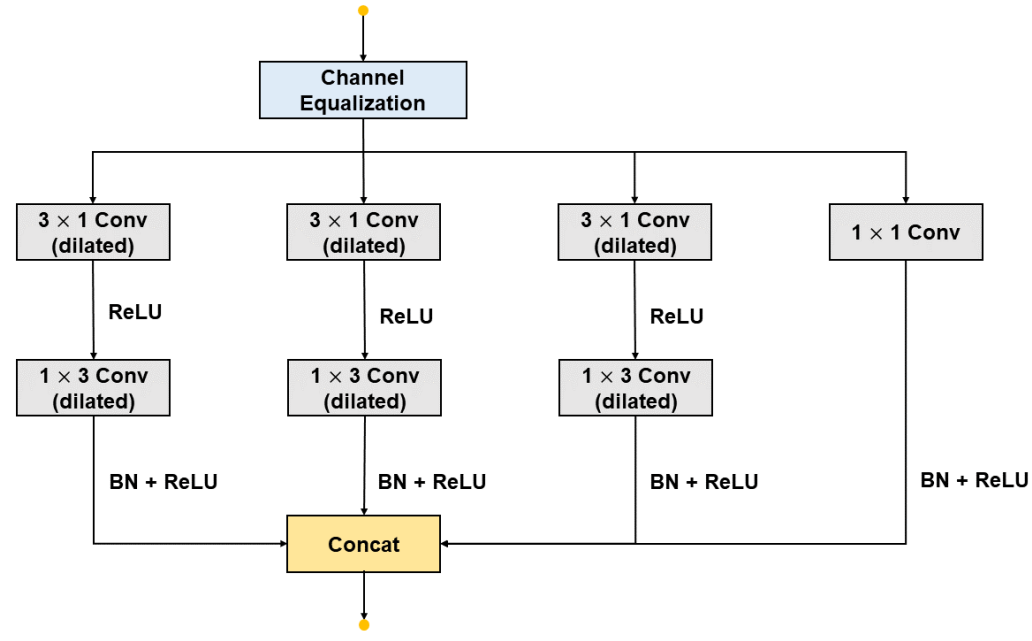 Channel
Equalization
3 × 1 Conv
(dilated)
3 × 1 Conv
(dilated)
3 × 1 Conv
(dilated)
1 × 1 Conv
ReLU
ReLU
ReLU
1 × 3 Conv
(dilated)
1 × 3 Conv
(dilated)
1 × 3 Conv
(dilated)
BN + ReLU
BN + ReLU
BN + ReLU
BN + ReLU
Concat